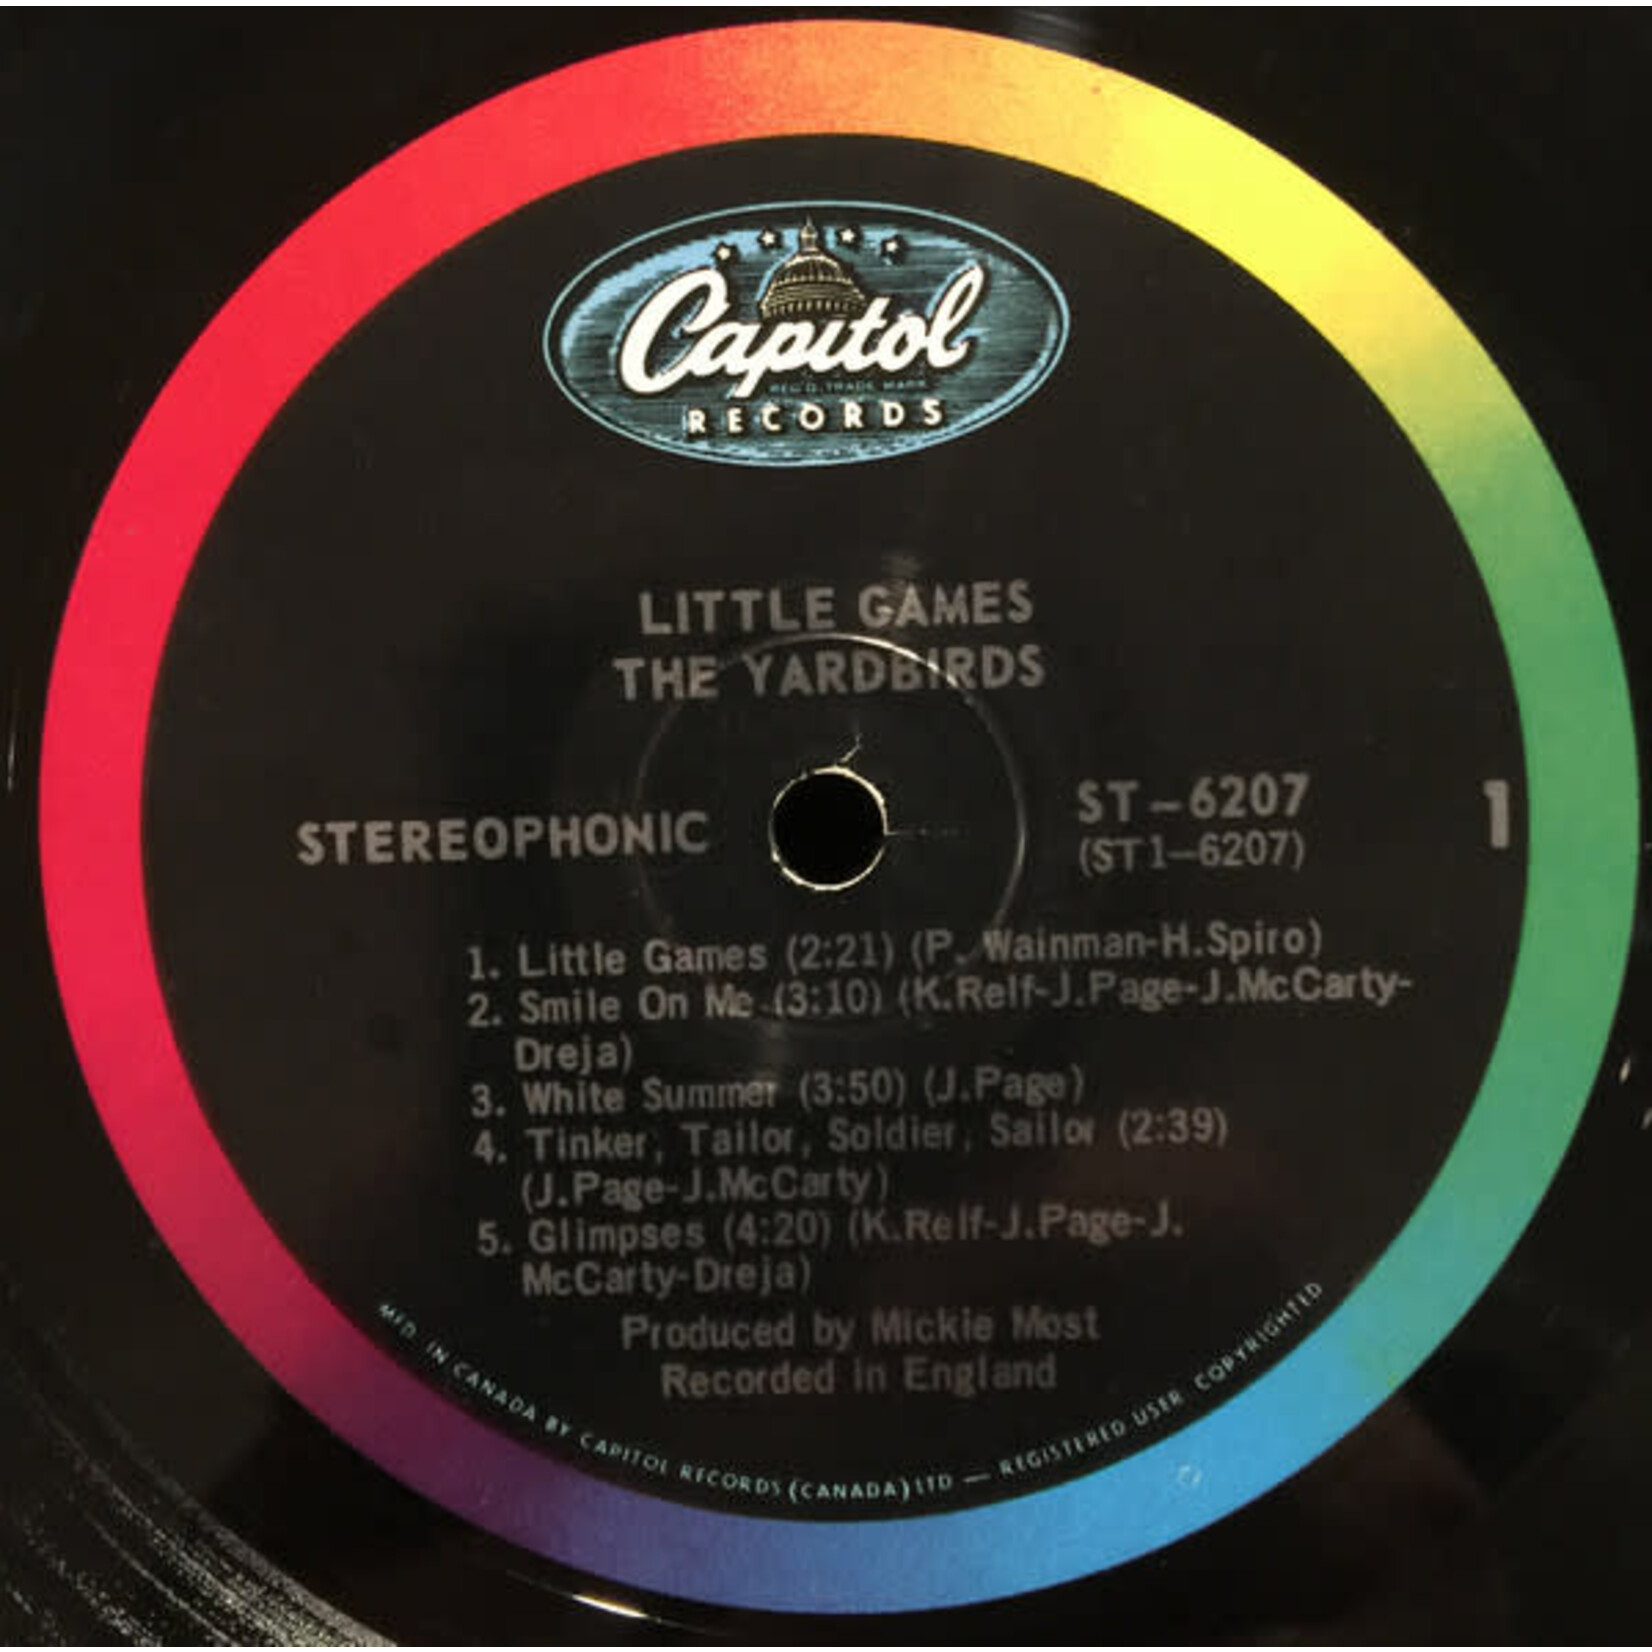 Capitol
REG'D. TRADE MARK
RECORDS
LITTLE GAMES
THE YARDBIRDS
STEREOPHONIC
ST-6207
(ST1-6207)
1
1. Little Games (2:21) (P. Wainman-H.Spiro)
2. Smile On Me (3:10) (K.Relf-J.Page-J.McCarty-
Dreja)
3. White Summer (3:50) (J.Page)
4. Tinker, Tailor, Soldier, Sailor (2:39)
(J.Page-J.McCarty)
5. Glimpses (4:20) (K.Relf-J.Page-J.
McCarty-Dreja)
Produced by Mickie Most
Recorded in England
MFD. IN CANADA BY CAPITOL RECORDS (CANADA) LTD — REGISTERED USER. COPYRIGHTED